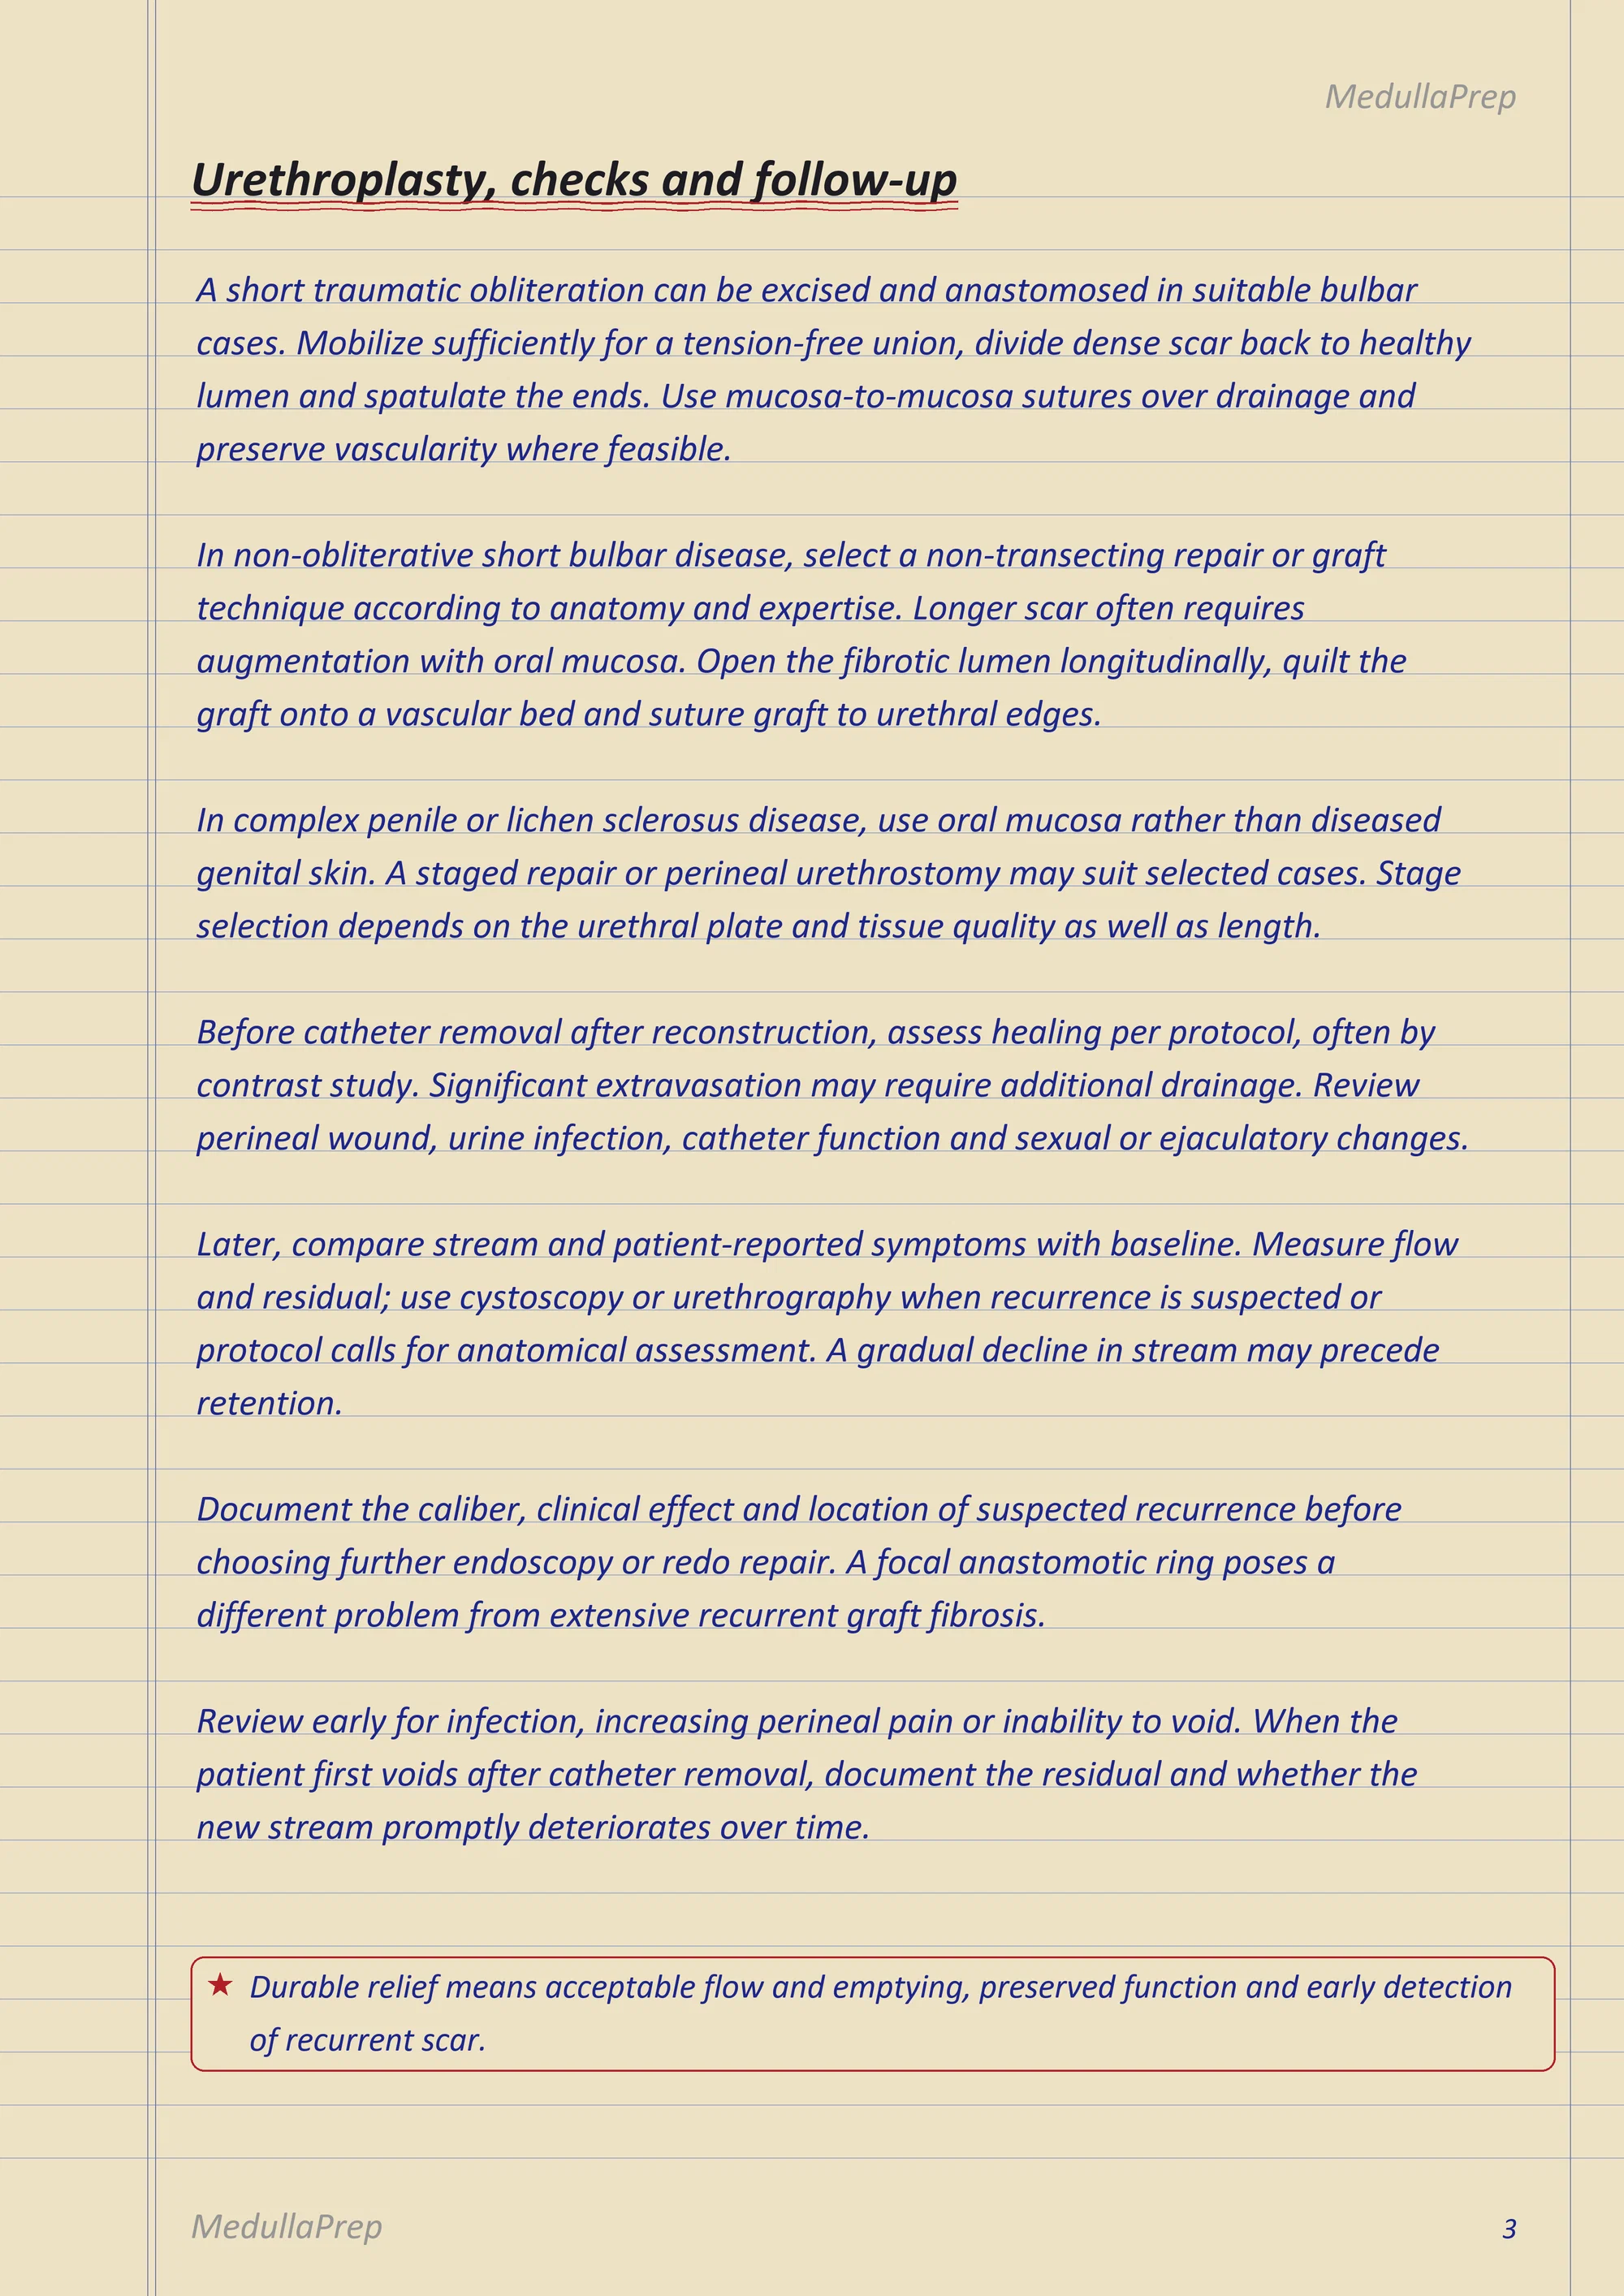 MedullaPrep
Urethroplasty, checks and follow-up
A short traumatic obliteration can be excised and anastomosed in suitable bulbar
cases. Mobilize sufficiently for a tension-free union, divide dense scar back to healthy
lumen and spatulate the ends. Use mucosa-to-mucosa sutures over drainage and
preserve vascularity where feasible.
In non-obliterative short bulbar disease, select a non-transecting repair or graft
technique according to anatomy and expertise. Longer scar often requires
augmentation with oral mucosa. Open the fibrotic lumen longitudinally, quilt the
graft onto a vascular bed and suture graft to urethral edges.
In complex penile or lichen sclerosus disease, use oral mucosa rather than diseased
genital skin. A staged repair or perineal urethrostomy may suit selected cases. Stage
selection depends on the urethral plate and tissue quality as well as length.
Before catheter removal after reconstruction, assess healing per protocol, often by
contrast study. Significant extravasation may require additional drainage. Review
perineal wound, urine infection, catheter function and sexual or ejaculatory changes.
Later, compare stream and patient-reported symptoms with baseline. Measure flow
and residual; use cystoscopy or urethrography when recurrence is suspected or
protocol calls for anatomical assessment. A gradual decline in stream may precede
retention.
Document the caliber, clinical effect and location of suspected recurrence before
choosing further endoscopy or redo repair. A focal anastomotic ring poses a
different problem from extensive recurrent graft fibrosis.
Review early for infection, increasing perineal pain or inability to void. When the
patient first voids after catheter removal, document the residual and whether the
new stream promptly deteriorates over time.
★ Durable relief means acceptable flow and emptying, preserved function and early detection
of recurrent scar.
MedullaPrep
3